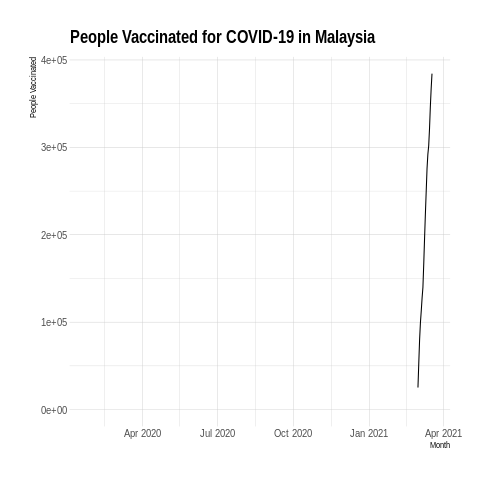 People Vaccinated for COVID-19 in Malaysia
People Vaccinated
4e+05
3e+05
2e+05
1e+05
0e+00
Apr 2020 Jul 2020 Oct 2020 Jan 2021 Apr 2021
Month